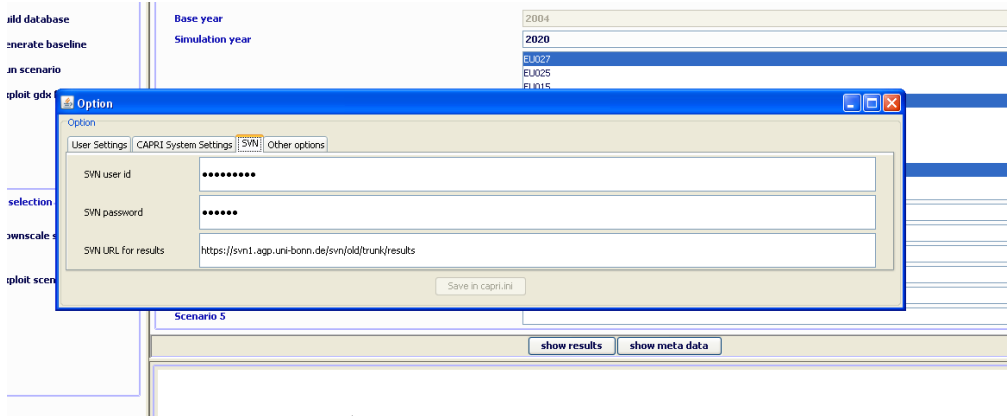 uild database
Base year
2004
enerate baseline
Simulation year
2020
un scenario
EU027
EU025
EU015
xploit gdx
Option
Option
User Settings
CAPRI System Settings
SVN
Other options
SVN user id
•••••••••
SVN password
••••••
SVN URL for results
https://svn1.agp.uni-bonn.de/svn/old/trunk/results
Save in capri.ini
selection
ownscale s
xploit scen
Scenario 5
show results
show meta data